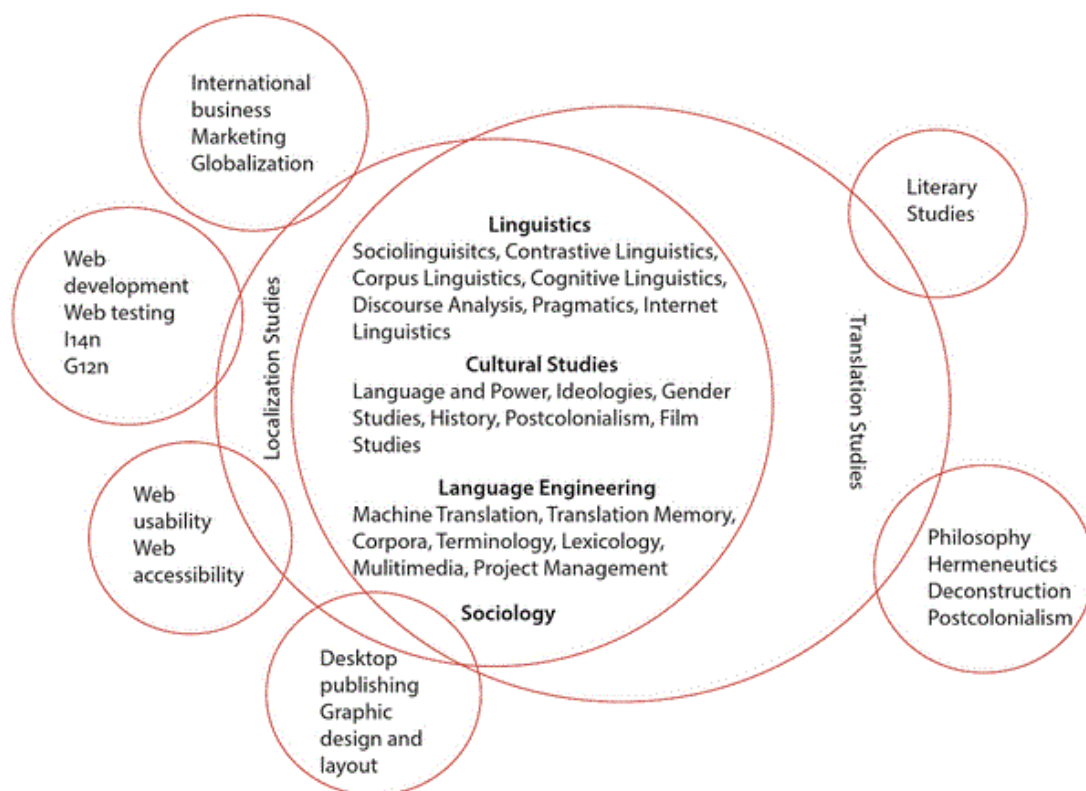 International
business
Marketing
Globalization
Web
development
Web testing
I14n
G12n
Web
usability
Web
accessibility
Desktop
publishing
Graphic
design and
layout
Localization Studies
Linguistics
Sociolinguisitcs, Contrastive Linguistics,
Corpus Linguistics, Cognitive Linguistics,
Discourse Analysis, Pragmatics, Internet
Linguistics
Cultural Studies
Language and Power, Ideologies, Gender
Studies, History, Postcolonialism, Film
Studies
Language Engineering
Machine Translation, Translation Memory,
Corpora, Terminology, Lexicology,
Mulitimedia, Project Management
Sociology
Translation Studies
Literary
Studies
Philosophy
Hermeneutics
Deconstruction
Postcolonialism